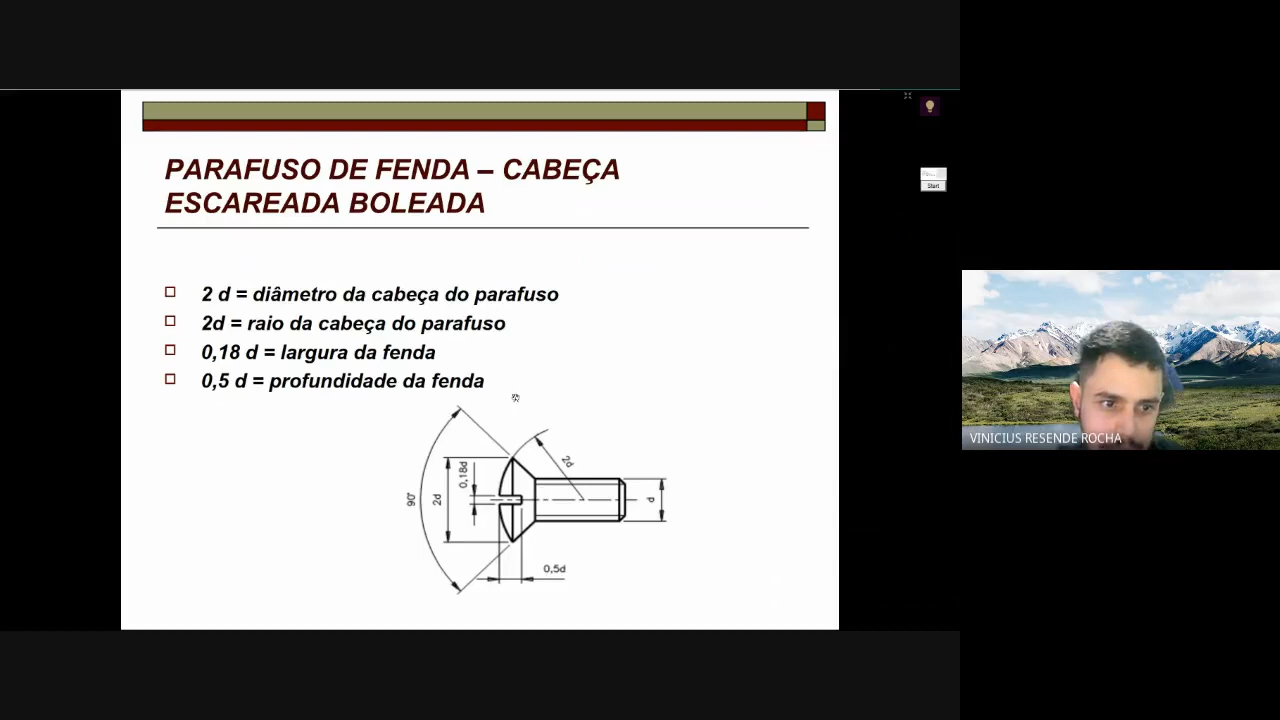 PARAFUSO DE FENDA – CABEÇA
ESCAREADA BOLEADA
2 d = diâmetro da cabeça do parafuso
2d = raio da cabeça do parafuso
0,18 d = largura da fenda
0,5 d = profundidade da fenda
90°
2d
0,18d
2d
d
0,5d
Start
VINICIUS RESENDE ROCHA